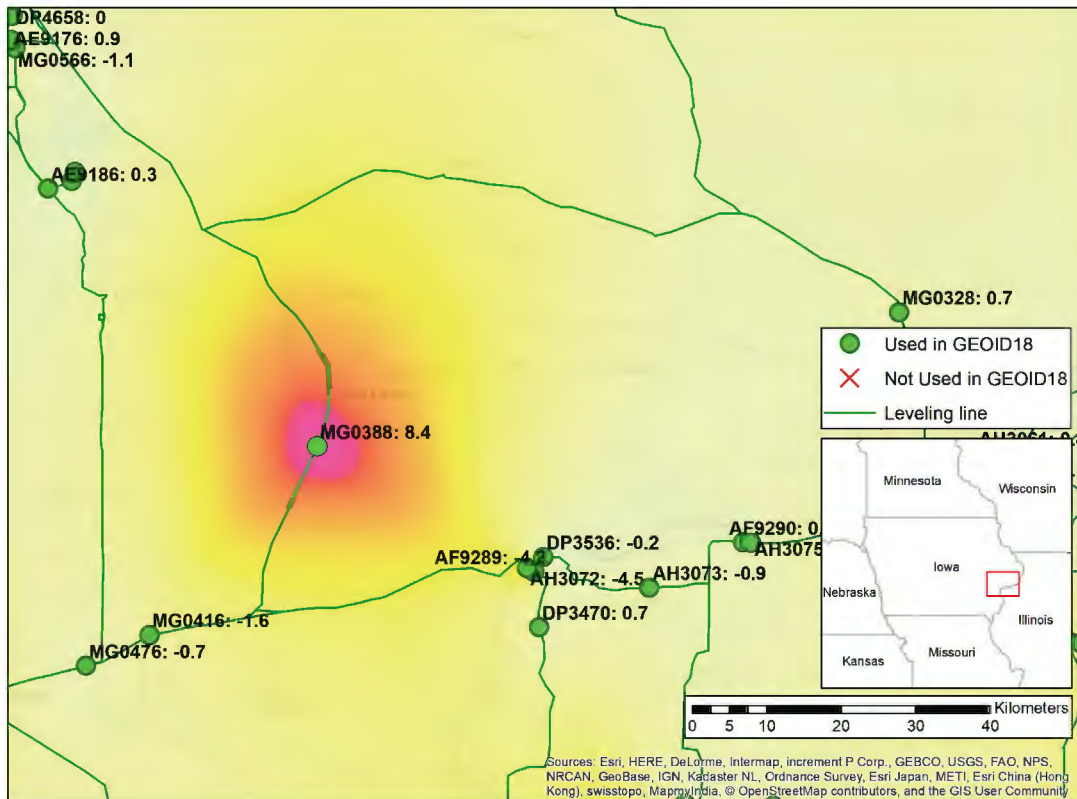 DP4658: 0
AE9176: 0.9
MG0566: -1.1
AE9186: 0.3
MG0328: 0.7
Used in GEOID18
Not Used in GEOID18
Leveling line
MG0388: 8.4
Minnesota
Wisconsin
Iowa
Nebraska
Illinois
Kansas
Missouri
DP3536: -0.2
AF9290: 0
AF9289:
AH3075
AH3072: -4.5
AH3073: -0.9
DP3470: 0.7
MG0416: -1.6
MG0476: -0.7
Kilometers
0 5 10 20 30 40
Sources: Esri, HERE, DeLorme, Intermap, increment P Corp., GEBCO, USGS, FAO, NPS,
NRCAN, GeoBase, IGN, Kadaster NL, Ordnance Survey, Esri Japan, METI, Esri China (Hong
Kong), swisstopo, MapmyIndia, © OpenStreetMap contributors, and the GIS User Community